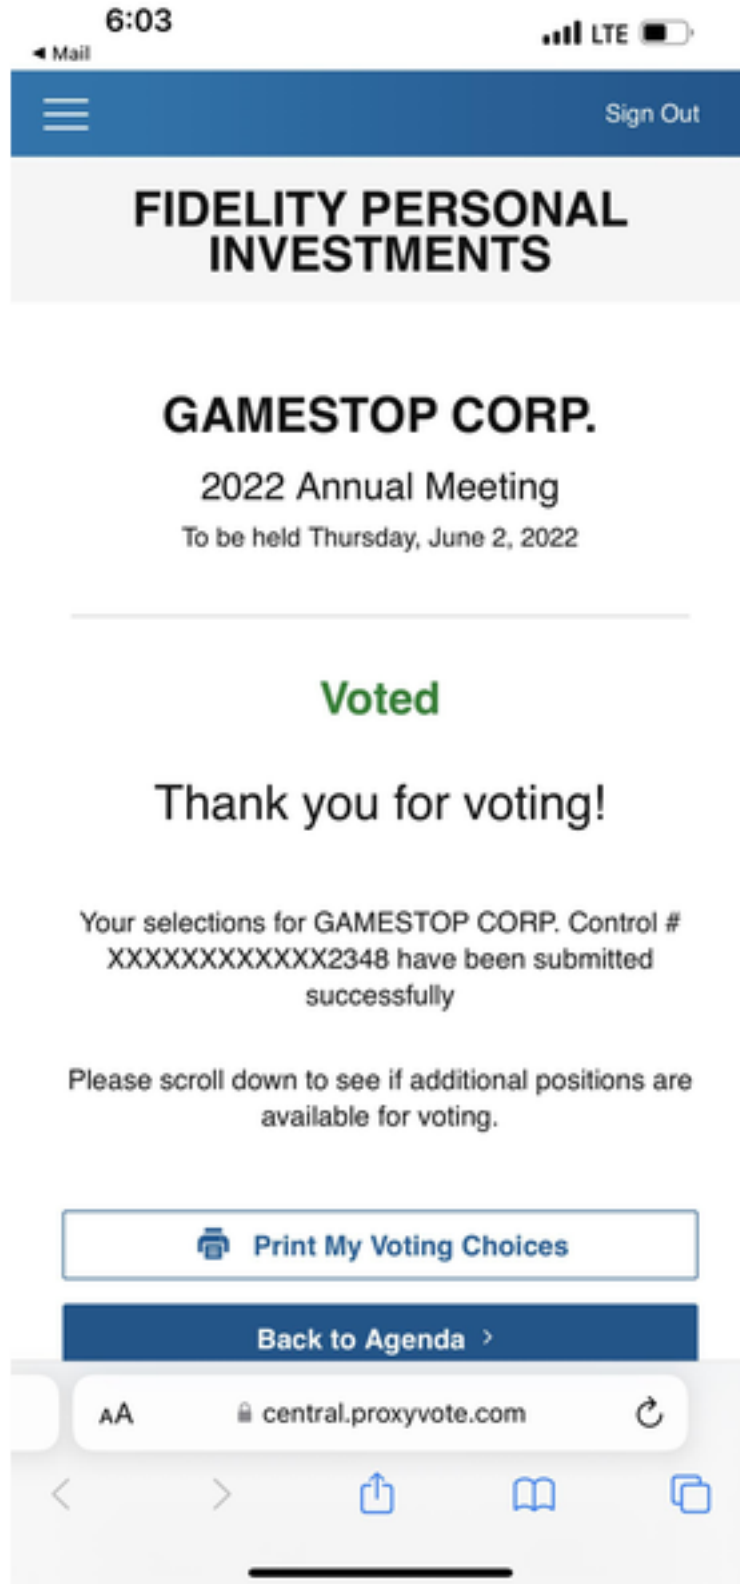 6:03
LTE
◀ Mail
Sign Out
FIDELITY PERSONAL
INVESTMENTS
GAMESTOP CORP.
2022 Annual Meeting
To be held Thursday, June 2, 2022
Voted
Thank you for voting!
Your selections for GAMESTOP CORP. Control #
XXXXXXXXXXXX2348 have been submitted
successfully
Please scroll down to see if additional positions are
available for voting.
Print My Voting Choices
Back to Agenda >
AA
central.proxyvote.com